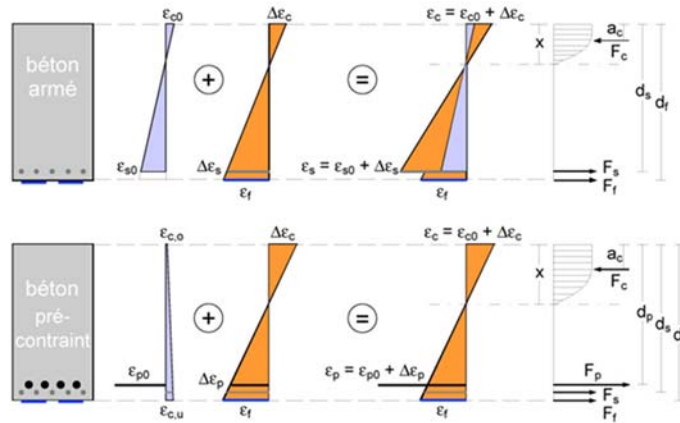 εc0
Δεc
εc = εc0 + Δεc
béton
armé
+
=
x
ac
Fc
ds
df
εs0
Δεs
εs = εs0 + Δεs
εf
εf
Fs
Ff
εc,o
Δεc
εc = εc0 + Δεc
béton
pré-
contraint
+
=
x
ac
Fc
dp
ds
εp0
Δεp
εp = εp0 + Δεp
Fp
εc,u
εf
εf
Fs
Ff